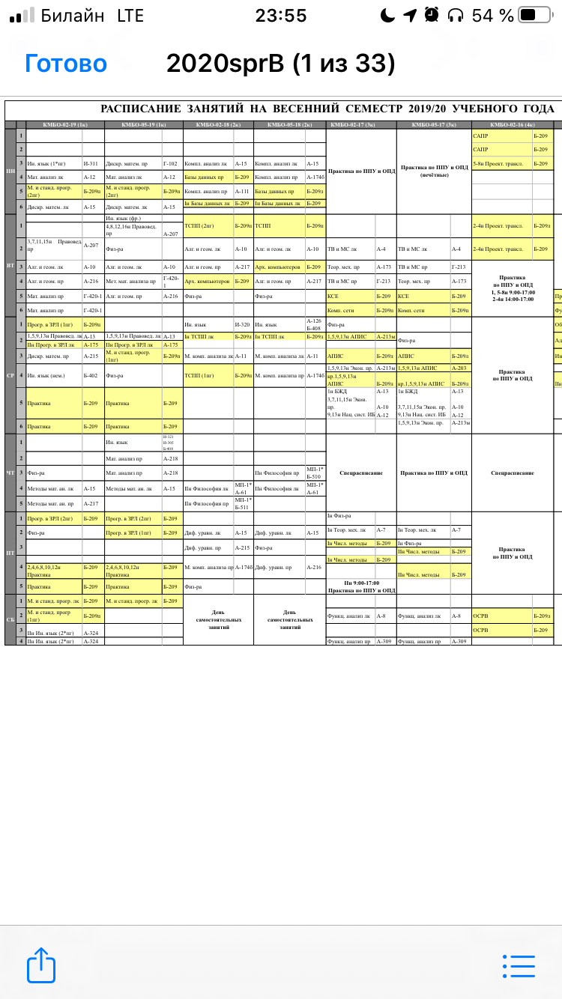 Билайн LTE 23:55 54 %
Готово 2020sprB (1 из 33)
РАСПИСАНИЕ ЗАНЯТИЙ НА ВЕСЕННИЙ СЕМЕСТР 2019/20 УЧЕБНОГО ГОДА
КМБО-02-19 (1к) КМБО-05-19 (1к) КМБО-02-18 (2к) КМБО-05-18 (2к) КМБО-02-17 (3к) КМБО-05-17 (3к) КМБО-02-16 (4к)
ПН
1 САПР Б-209
2 САПР Б-209
Практика по ППУ и ОПД
Практика по ППУ и ОПД
(нечётные)
3 Ин. язык (1*пг) И-311 Дискр. матем. пр Г-102 Компл. анализ лк А-15 Компл. анализ лк А-15 5-8н Проект. трансл. Б-209
4 Мат. анализ лк А-12 Мат. анализ лк А-12 Базы данных пр Б-209 Компл. анализ пр А-174б
5 М. и станд. прогр. (2пг) Б-209п М. и станд. прогр. (2пг) Б-209п Компл. анализ пр А-111 Базы данных пр Б-209
6 Дискр. матем. лк А-15 Дискр. матем. лк А-15 Iн Базы данных лк Б-209 Iн Базы данных лк Б-209
ВТ
Ин. язык (фр.)
1 4,8,12,16н Правовед. пр А-207 ТСПП (2пг) Б-209п ТСПП Б-209п 2-4н Проект. трансл. Б-209п
2 3,7,11,15н Правовед. пр А-207 Физ-ра Алг. и геом. лк А-10 Алг. и геом. лк А-10 ТВ и МС лк А-4 ТВ и МС лк А-4 2-4н Проект. трансл. Б-209
3 Алг. и геом. лк А-10 Алг. и геом. лк А-10 Алг. и геом. пр А-217 Арх. компьютеров Б-209 Теор. мех. пр А-173 ТВ и МС пр Г-213
4 Алг. и геом. пр А-216 Мет. мат. анализа пр Г-420-1 Арх. компьютеров Б-209 Алг. и геом. пр А-217 ТВ и МС пр Г-213 Теор. мех. пр А-173
Практика
по ППУ и ОПД
1, 5-8н 9:00-17:00
2-4н 14:00-17:00
5 Мат. анализ пр Г-420-1 Алг. и геом. пр А-216 Физ-ра Физ-ра КСЕ Б-209 КСЕ Б-209
6 Мат. анализ пр Г-420-1 Комп. сети Б-209п Комп. сети Б-209п
СР
1 Прогр. в ЗРЛ (1пг) Б-209п Ин. язык И-320 Ин. язык А-126 Б-408 Физ-ра
2 1,5,9,13н Правовед. лк А-13 1,5,9,13н Правовед. лк А-13 Iн ТСПП лк Б-209л Iн ТСПП лк Б-209л 1,5,9,13н АПИС А-213м Физ-ра
IIн Прогр. в ЗРЛ лк А-175 IIн Прогр. в ЗРЛ лк А-175
3 Дискр. матем. пр А-215 М. и станд. прогр. (1пг) Б-209п М. комп. анализа лк А-11 М. комп. анализа лк А-11 АПИС Б-209л АПИС Б-209л
4 Ин. язык (нем.) Б-402 Физ-ра ТСПП (1пг) Б-209п М. комп. анализа пр А-174б 1,5,9,13н Экон. пр. А-213м 1,5,9,13н АПИС А-203
кр.1,5,9,13н АПИС Б-209л кр.1,5,9,13н АПИС Б-209л
Практика
по ППУ и ОПД
5 Практика Б-209 Практика Б-209 1н БЖД А-13 1н БЖД А-13
3,7,11,15н Экон. пр. А-10 3,7,11,15н Экон. пр. А-10
9,13н Нац. сист. ИБ А-12 9,13н Нац. сист. ИБ А-12
6 Практика Б-209 Практика Б-209 1,5,9,13н Экон. пр. А-213м
ЧТ
1 Ин. язык И-321 И-305 Б-408
2 Мат. анализ пр А-218
3 Физ-ра Мат. анализ пр А-218 IIн Философия пр МП-1* Б-510 Спецрасписание Практика по ППУ и ОПД Спецрасписание
4 Методы мат. ан. лк А-15 Методы мат. ан. лк А-15 IIн Философия лк МП-1* А-61 IIн Философия лк МП-1* А-61
5 Методы мат. ан. пр А-217 IIн Философия пр МП-1* Б-511
ПТ
1 Прогр. в ЗРЛ (2пг) Б-209 Прогр. в ЗРЛ (2пг) Б-209 Iн Физ-ра
2 Физ-ра Прогр. в ЗРЛ (1пг) Б-209 Диф. уравн. лк А-15 Диф. уравн. лк А-15 Iн Теор. мех. лк А-7 Iн Теор. мех. лк А-7
3 Диф. уравн. пр А-215 Физ-ра Iн Числ. методы Б-209 Iн Физ-ра
IIн Числ. методы Б-209
Практика
по ППУ и ОПД
Iн Числ. методы Б-209
4 2,4,6,8,10,12н Практика Б-209 2,4,6,8,10,12н Практика Б-209 М. комп. анализа пр А-174б Диф. уравн. пр А-216 IIн Числ. методы Б-209
5 Практика Б-209 Практика Б-209 Физ-ра IIн 9:00-17:00
Практика по ППУ и ОПД
СБ
1 М. и станд. прогр. лк Б-209 М. и станд. прогр. лк Б-209
2 М. и станд. прогр (1пг) Б-209п Функц. анализ лк А-8 Функц. анализ лк А-8 ОСРВ Б-209л
День
самостоятельных
занятий
День
самостоятельных
занятий
3 IIн Ин. язык (2*пг) А-324 ОСРВ Б-209
4 IIн Ин. язык (2*пг) А-324 Функц. анализ пр А-309 Функц. анализ пр А-309